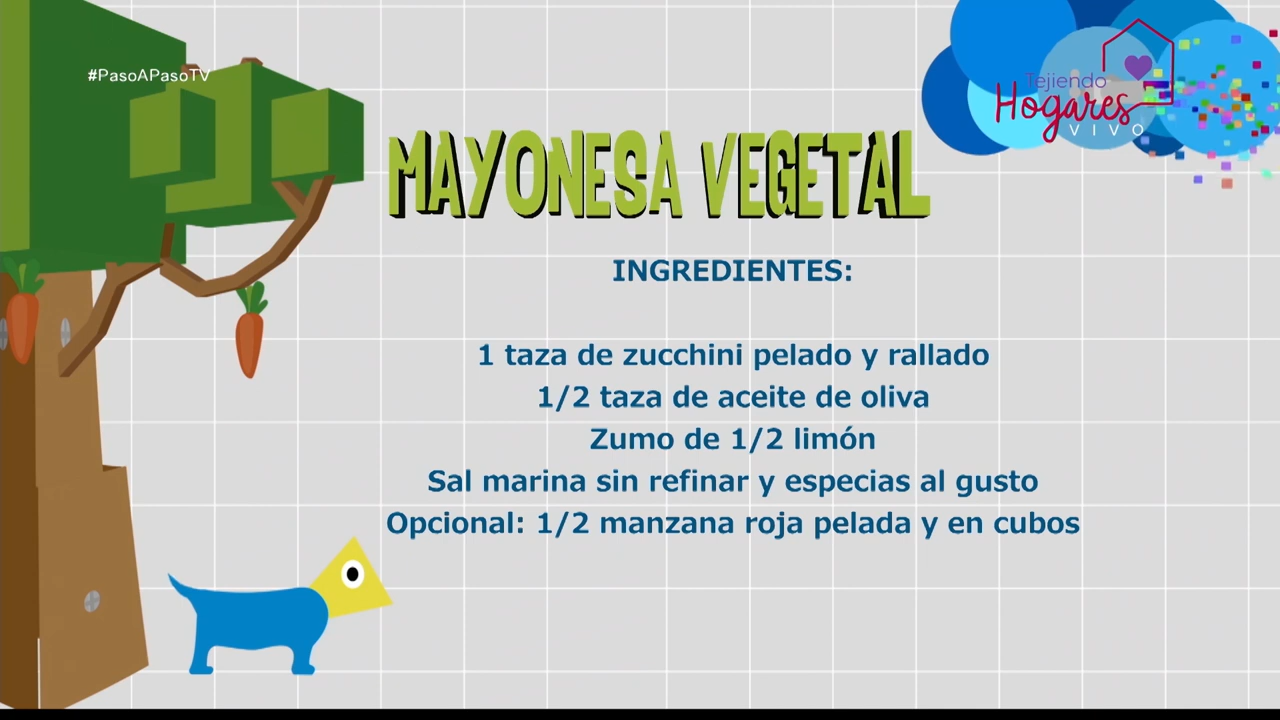 #PasoAPasoTV
Tejiendo
Hogares
VIVO
MAYONESA VEGETAL
INGREDIENTES:
1 taza de zucchini pelado y rallado
1/2 taza de aceite de oliva
Zumo de 1/2 limón
Sal marina sin refinar y especias al gusto
Opcional: 1/2 manzana roja pelada y en cubos